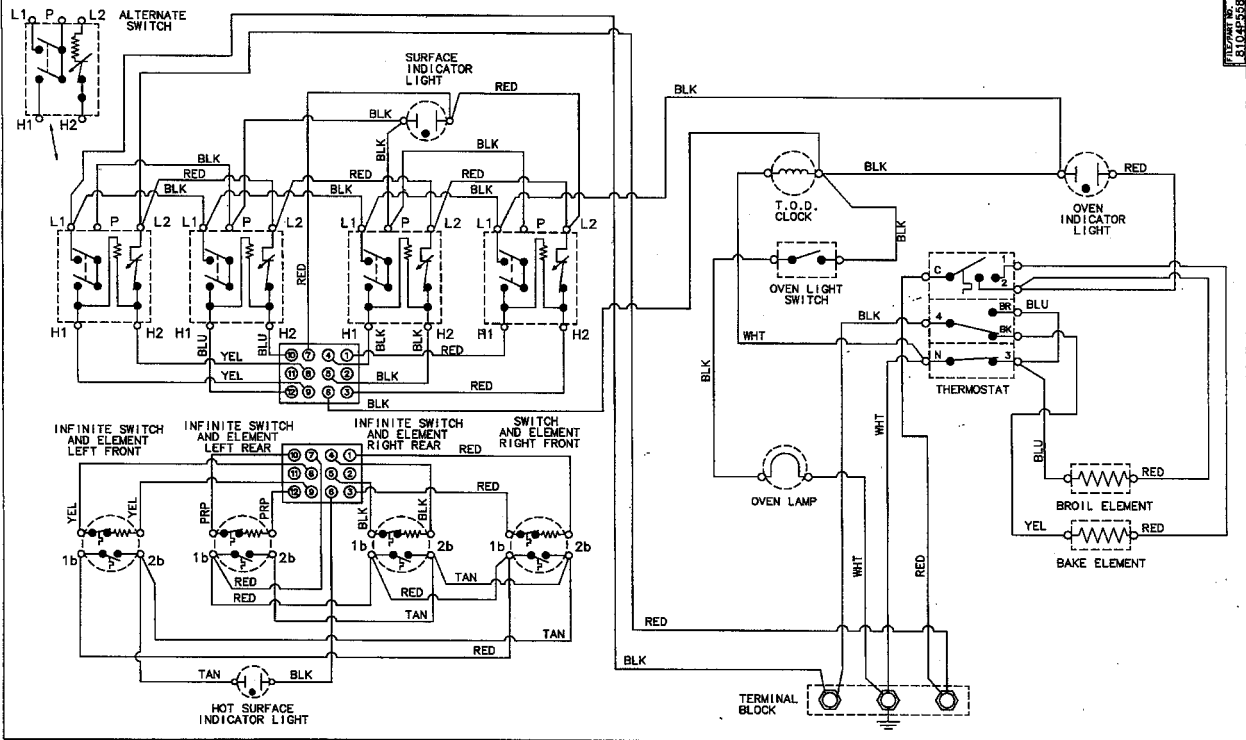 L1 P L2
ALTERNATE
SWITCH
H1 H2
FILE/PART NO.
8104P558
SURFACE
INDICATOR
LIGHT
RED
BLK
BLK
BLK
BLK
BLK
RED
RED
RED
BLK
BLK
BLK
L1 P L2
L1 P L2
L1 P L2
L1 P L2
RED
H1 H2
H1 H2
H1 H2
H1 H2
BLU
BLU
BLK
BLK
YEL
YEL
RED
BLK
RED
BLK
10 7 4 1
11 8 5 2
12 9 6 3
BLK
RED
T.O.D.
CLOCK
OVEN
INDICATOR
LIGHT
BLK
OVEN LIGHT
SWITCH
C
1
2
BLK
4
BR
BLU
BK
WHT
N
3
THERMOSTAT
BLK
WHT
INFINITE SWITCH
AND ELEMENT
LEFT FRONT
INFINITE SWITCH
AND ELEMENT
LEFT REAR
INFINITE SWITCH
AND ELEMENT
RIGHT REAR
SWITCH
AND ELEMENT
RIGHT FRONT
RED
10 7 4 1
11 8 5 2
12 9 6 3
RED
YEL
YEL
PRP
PRP
BLK
BLK
1b 2b
1b 2b
1b 2b
1b 2b
OVEN LAMP
BLU
RED
BROIL ELEMENT
YEL
RED
BAKE ELEMENT
WHT
RED
RED
RED
RED
TAN
TAN
TAN
RED
RED
BLK
TAN
BLK
HOT SURFACE
INDICATOR LIGHT
TERMINAL
BLOCK